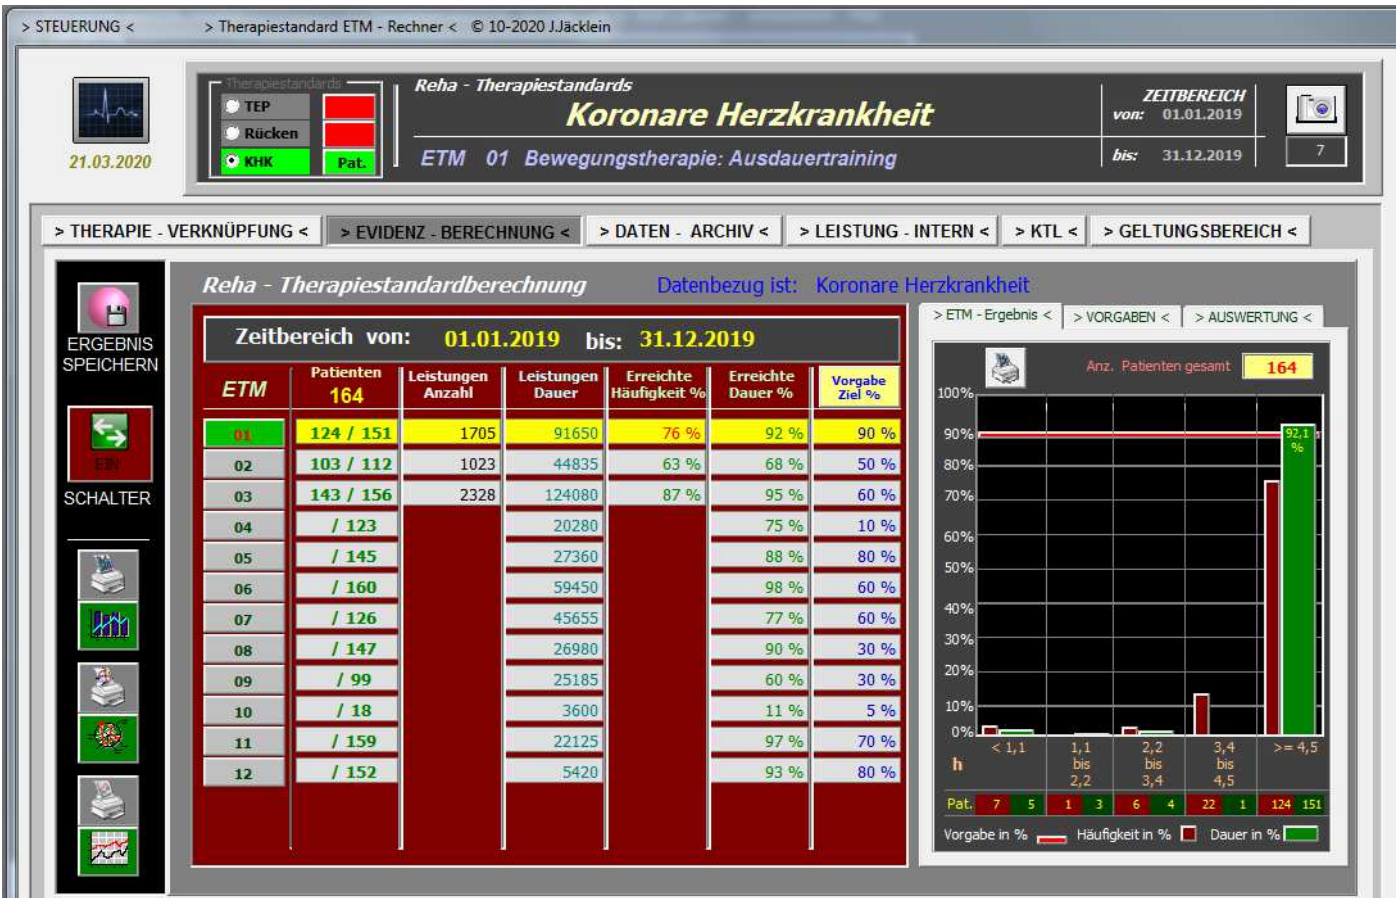 > STEUERUNG < > Therapiestandard ETM - Rechner < © 10-2020 J.Jäcklein
Therapiestandards
TEP
Rücken
KHK Pat.
Reha - Therapiestandards
Koronare Herzkrankheit
ETM 01 Bewegungstherapie: Ausdauertraining
ZEITBEREICH
von: 01.01.2019
bis: 31.12.2019
7
21.03.2020
> THERAPIE - VERKNÜPFUNG < > EVIDENZ - BERECHNUNG < > DATEN - ARCHIV < > LEISTUNG - INTERN < > KTL < > GELTUNGSBEREICH <
ERGEBNIS
SPEICHERN
EIN
SCHALTER
Reha - Therapiestandardberechnung Datenbezug ist: Koronare Herzkrankheit
Zeitbereich von: 01.01.2019 bis: 31.12.2019
ETM Patienten 164 Leistungen Anzahl Leistungen Dauer Erreichte Häufigkeit % Erreichte Dauer % Vorgabe Ziel %
01 124 / 151 1705 91650 76 % 92 % 90 %
02 103 / 112 1023 44835 63 % 68 % 50 %
03 143 / 156 2328 124080 87 % 95 % 60 %
04 / 123 20280 75 % 10 %
05 / 145 27360 88 % 80 %
06 / 160 59450 98 % 60 %
07 / 126 45655 77 % 60 %
08 / 147 26980 90 % 30 %
09 / 99 25185 60 % 30 %
10 / 18 3600 11 % 5 %
11 / 159 22125 97 % 70 %
12 / 152 5420 93 % 80 %
> ETM - Ergebnis < > VORGABEN < > AUSWERTUNG <
Anz. Patienten gesamt 164
100%
90%
92,1
%
80%
70%
60%
50%
40%
30%
20%
10%
0%
h < 1,1 1,1 bis 2,2 2,2 bis 3,4 3,4 bis 4,5 >= 4,5
Pat. 7 5 1 3 6 4 22 1 124 151
Vorgabe in % Häufigkeit in % Dauer in %